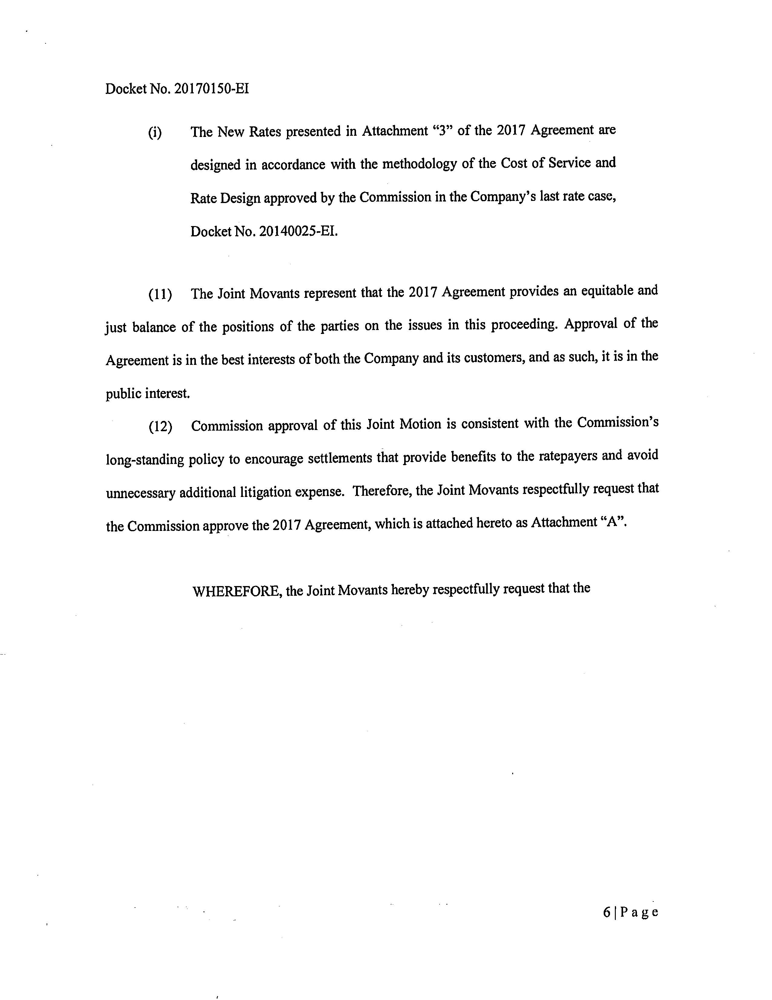 Docket No. 20170150-EI
(i) The New Rates presented in Attachment “3” of the 2017 Agreement are
designed in accordance with the methodology of the Cost of Service and
Rate Design approved by the Commission in the Company’s last rate case,
Docket No. 20140025-EI.
(11) The Joint Movants represent that the 2017 Agreement provides an equitable and
just balance of the positions of the parties on the issues in this proceeding. Approval of the
Agreement is in the best interests of both the Company and its customers, and as such, it is in the
public interest.
(12) Commission approval of this Joint Motion is consistent with the Commission’s
long-standing policy to encourage settlements that provide benefits to the ratepayers and avoid
unnecessary additional litigation expense. Therefore, the Joint Movants respectfully request that
the Commission approve the 2017 Agreement, which is attached hereto as Attachment “A”.
WHEREFORE, the Joint Movants hereby respectfully request that the
6 | P a g e